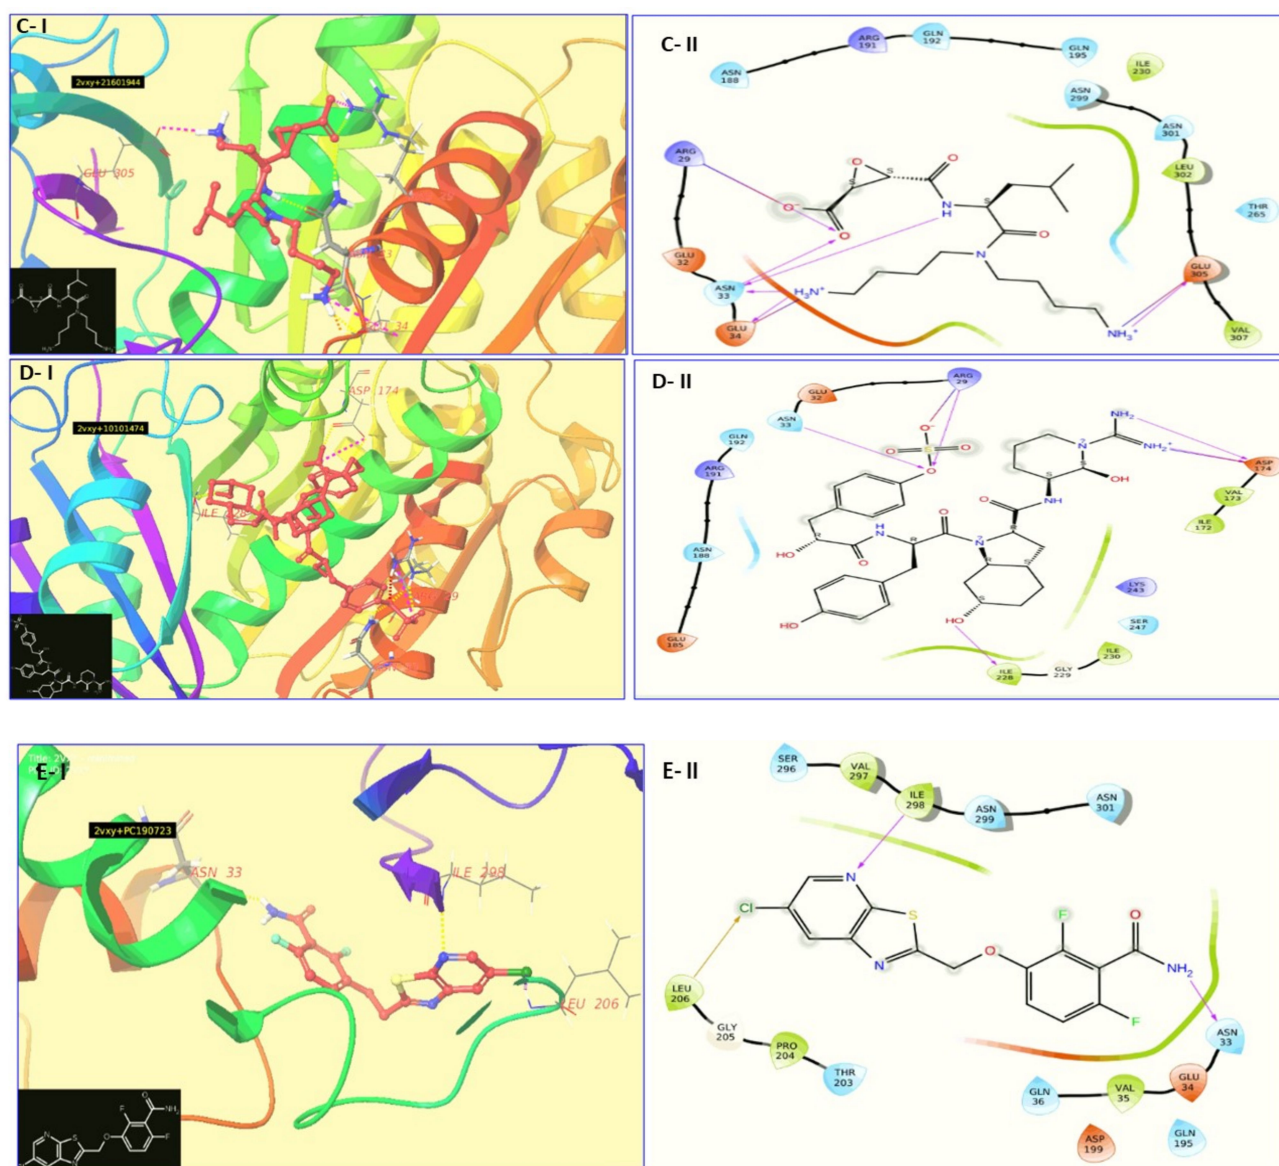 C- I
2vxy+21601944
GLU 305
C- II
ASN
188
ARG
191
GLN
192
GLN
195
ILE
230
ASN
299
ASN
301
LEU
302
THR
265
GLU
305
VAL
307
ARG
29
GLU
32
ASN
33
GLU
34
O
O⁻
O
S
S
O
N
H
S
O
N
H₃N⁺
NH₃⁺
D- I
ASP 174
2vxy+10101474
D- II
GLU
32
ARG
29
ASN
33
GLN
192
ARG
191
ASN
188
GLU
185
O⁻
O
S
O
O
NH₂
NH₂⁺
N
S
S
OH
ASP
174
VAL
173
ILE
172
NH
O
HO
R
NH
O
R
O
N
R
R
S
S
HO
HO
LYS
243
SER
247
ILE
230
GLY
229
ILE
228
E- I
2vxy+PC190723
ASN 33
ILE 298
LEU 206
N
S
N
O
F
F
O
NH₂
E- II
SER
296
VAL
297
ILE
298
ASN
299
ASN
301
N
Cl
S
N
O
F
O
NH₂
F
LEU
206
GLY
205
PRO
204
THR
203
ASN
33
GLU
34
VAL
35
GLN
36
ASP
199
GLN
195